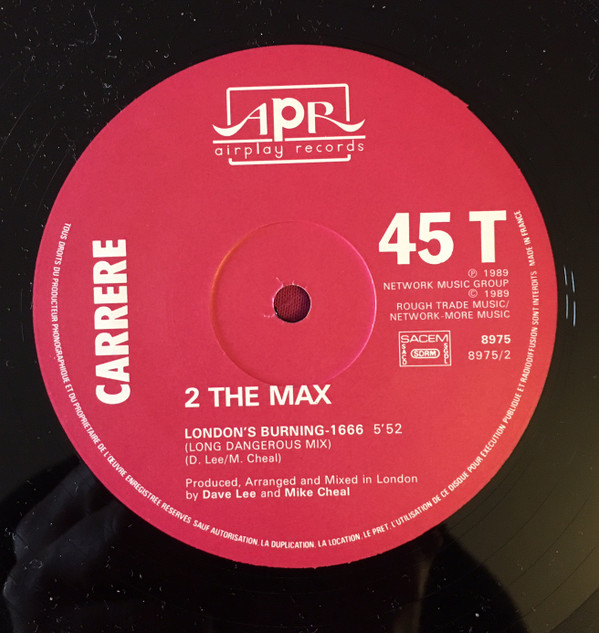 APR
airplay records
CARRERE
45 T
℗ 1989
NETWORK MUSIC GROUP
© 1989
ROUGH TRADE MUSIC/
NETWORK-MORE MUSIC
SACEM
SACD
SDRM
SGDL
8975
8975/2
2 THE MAX
LONDON'S BURNING-1666 5'52
(LONG DANGEROUS MIX)
(D. Lee/M. Cheal)
Produced, Arranged and Mixed in London
by Dave Lee and Mike Cheal
TOUS DROITS DU PRODUCTEUR PHONOGRAPHIQUE ET DU PROPRIETAIRE DE L'ŒUVRE ENREGISTREE RESERVES SAUF AUTORISATION. LA DUPLICATION, LA LOCATION, LE PRET, L'UTILISATION DE CE DISQUE POUR EXECUTION PUBLIQUE ET RADIODIFFUSION SONT INTERDITS MADE IN FRANCE